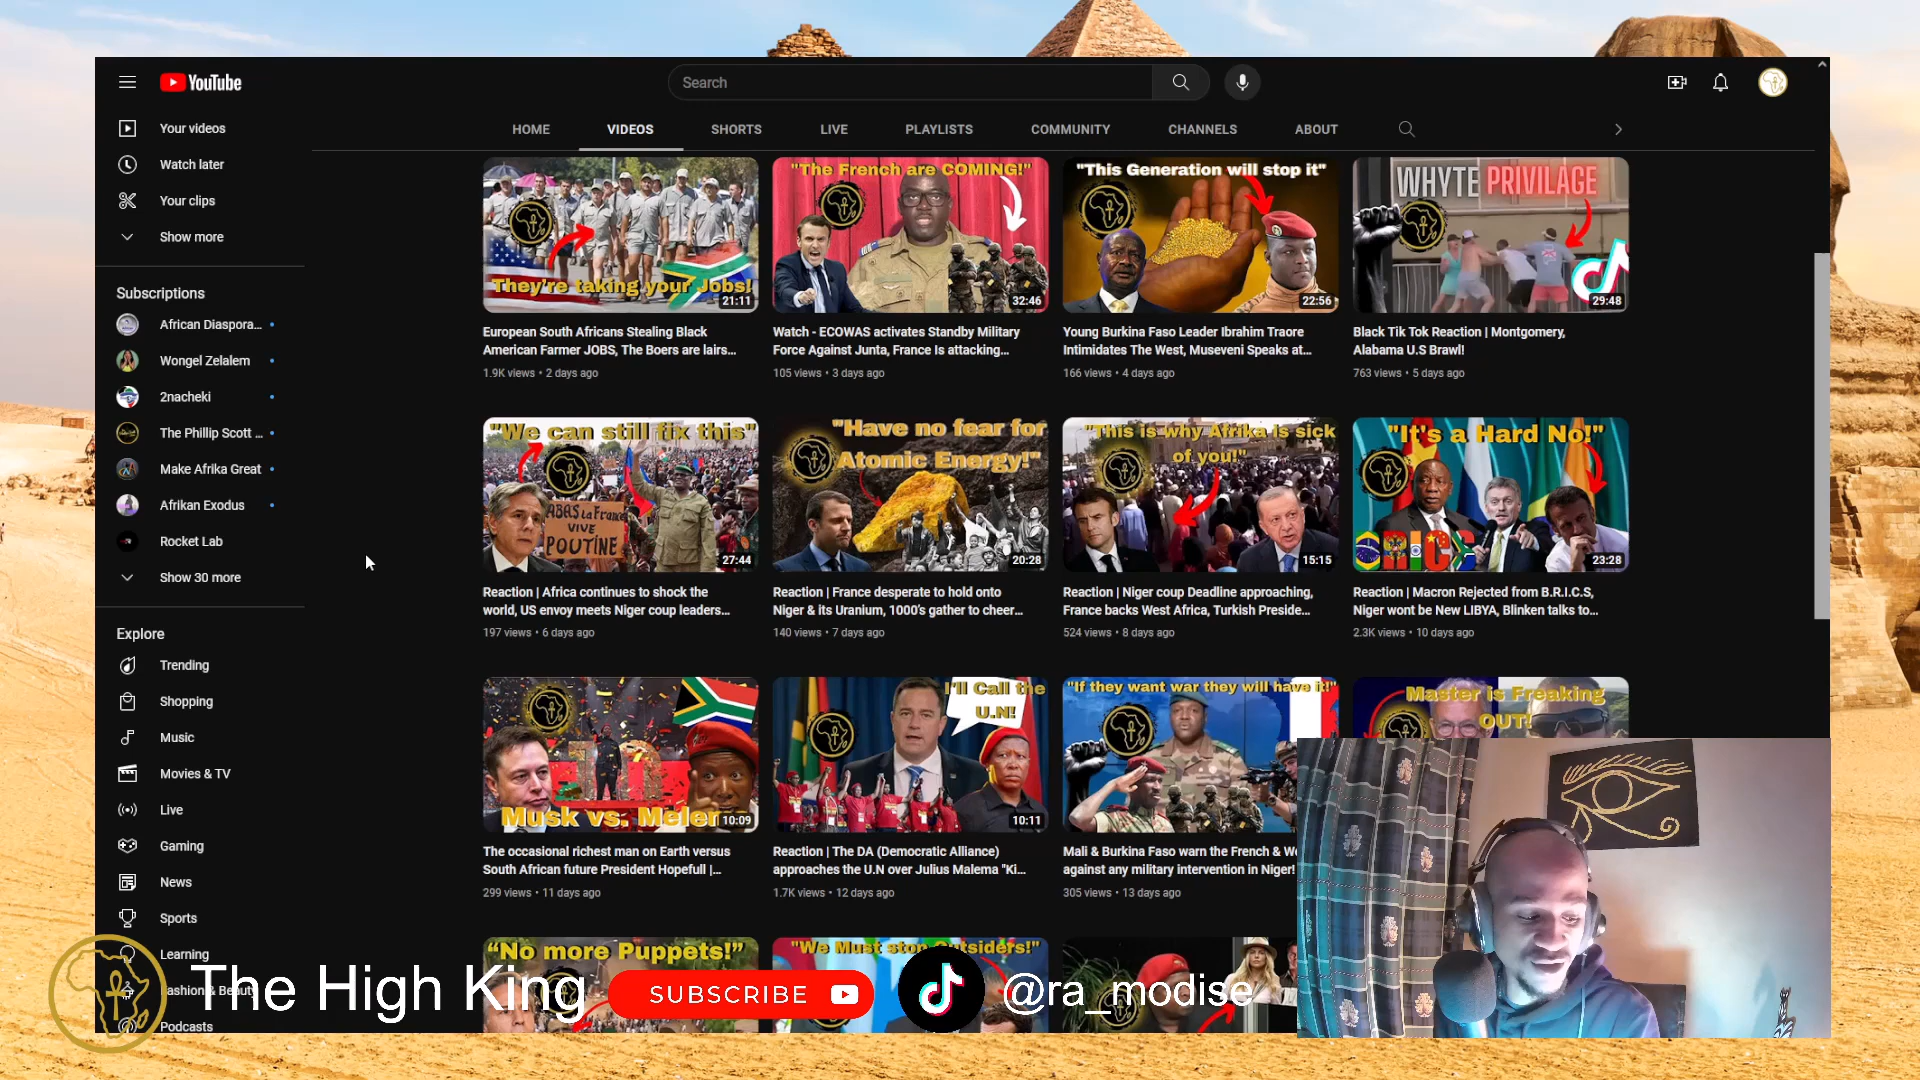 YouTube
Search
Your videos
Watch later
Your clips
Show more
Subscriptions
African Diaspora...
Wongel Zelalem
2nacheki
The Phillip Scott ...
Make Afrika Great
Afrikan Exodus
Rocket Lab
Show 30 more
Explore
Trending
Shopping
Music
Movies & TV
Live
Gaming
News
Sports
Learning
Fashion & Beauty
Podcasts
HOME VIDEOS SHORTS LIVE PLAYLISTS COMMUNITY CHANNELS ABOUT
They're taking your Jobs!
21:11
European South Africans Stealing Black
American Farmer JOBS, The Boers are lairs...
1.9K views • 2 days ago
"The French are COMING!"
32:46
Watch - ECOWAS activates Standby Military
Force Against Junta, France Is attacking...
105 views • 3 days ago
"This Generation will stop it"
22:56
Young Burkina Faso Leader Ibrahim Traore
Intimidates The West, Museveni Speaks at...
166 views • 4 days ago
WHYTE PRIVILAGE
29:48
Black Tik Tok Reaction | Montgomery,
Alabama U.S Brawl!
763 views • 5 days ago
"We can still fix this"
ABAS La France
VIVE
POUTINE
27:44
Reaction | Africa continues to shock the
world, US envoy meets Niger coup leaders...
197 views • 6 days ago
"Have no fear for
Atomic Energy!"
20:28
Reaction | France desperate to hold onto
Niger & its Uranium, 1000's gather to cheer...
140 views • 7 days ago
"This is why Afrika is sick
of you!"
15:15
Reaction | Niger coup Deadline approaching,
France backs West Africa, Turkish Preside...
524 views • 8 days ago
"It's a Hard No!"
BRICS
23:28
Reaction | Macron Rejected from B.R.I.C.S,
Niger wont be New LIBYA, Blinken talks to...
2.3K views • 10 days ago
10
Musk vs. Melema
10:09
The occasional richest man on Earth versus
South African future President Hopefull |...
299 views • 11 days ago
I'll Call the
U.N!
10:11
Reaction | The DA (Democratic Alliance)
approaches the U.N over Julius Malema "Ki...
1.7K views • 12 days ago
"If they want war they will have it!"
Mali & Burkina Faso warn the French & We
against any military intervention in Niger!
305 views • 13 days ago
Master is Freaking
OUT!
"No more Puppets!"
"We Must stop Outsiders!"
The High King
SUBSCRIBE
@ra_modise